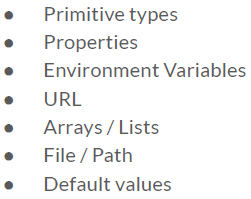 ● Primitive types
● Properties
● Environment Variables
● URL
● Arrays / Lists
● File / Path
● Default values